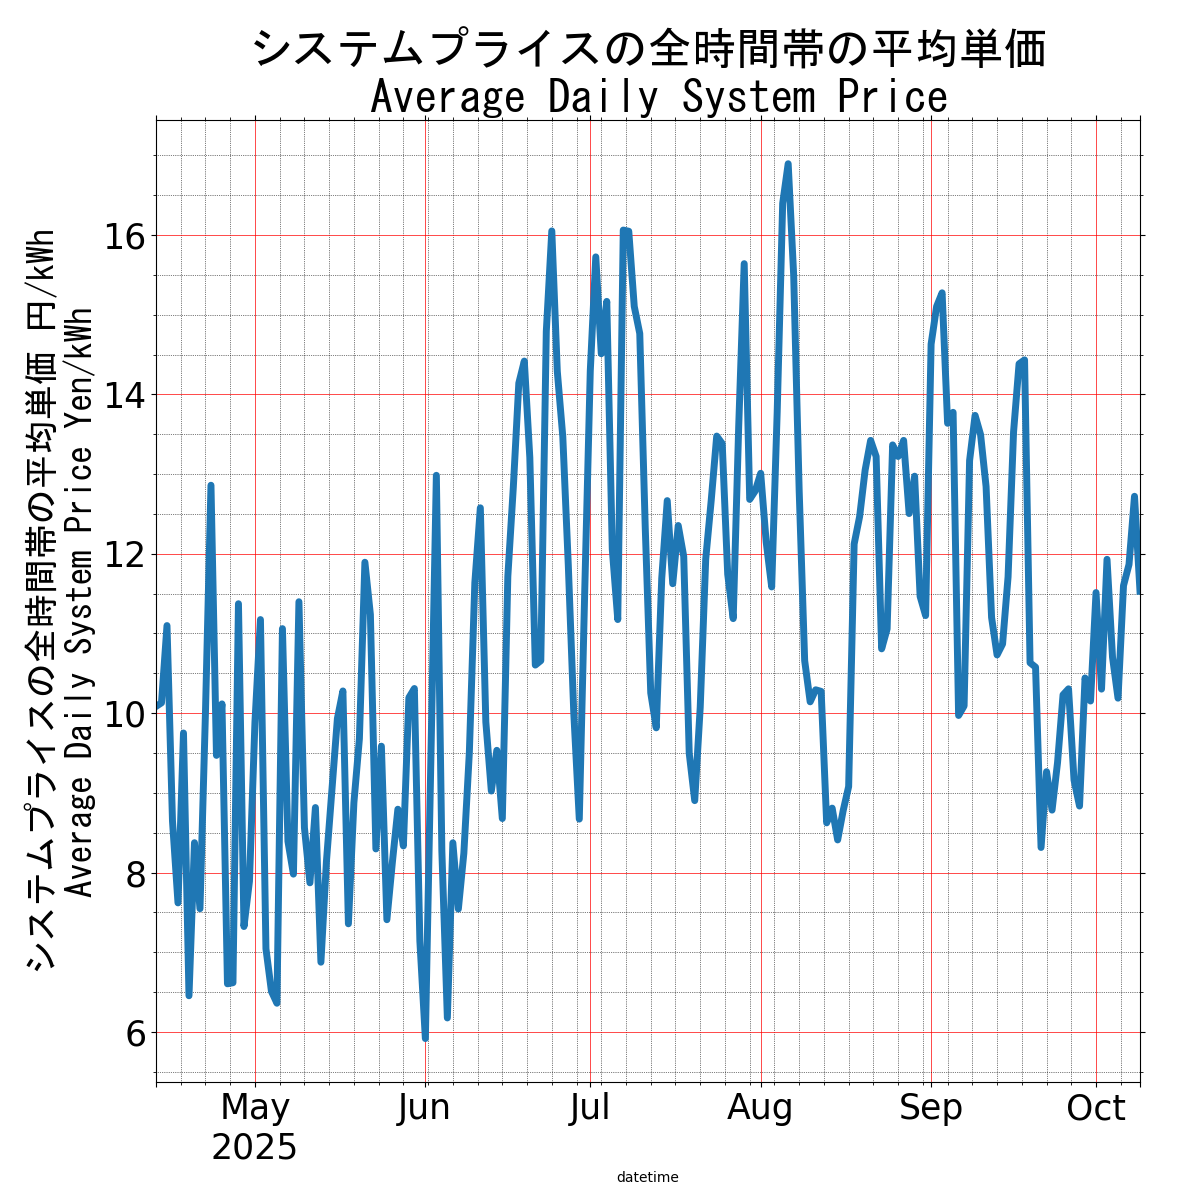 システムプライスの全時間帯の平均単価
Average Daily System Price
システムプライスの全時間帯の平均単価 円/kWh
Average Daily System Price Yen/kWh
16
14
12
10
8
6
May
2025
Jun
Jul
Aug
Sep
Oct
datetime